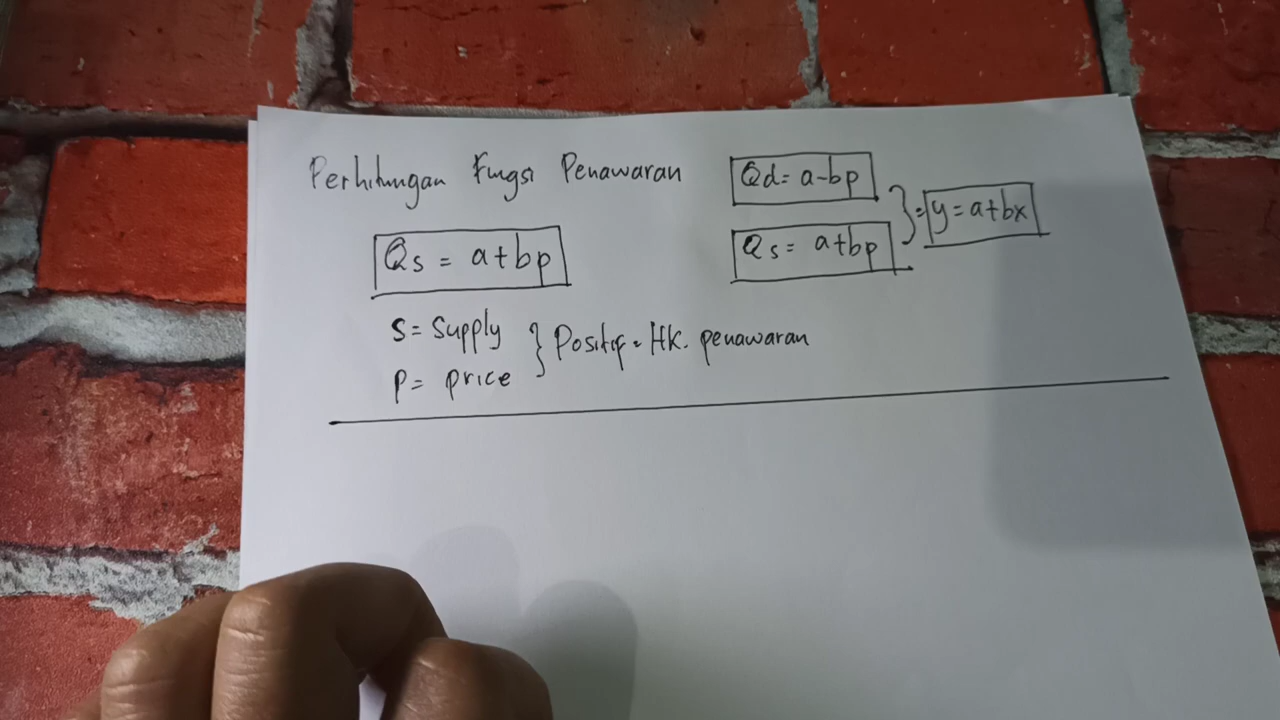 Perhitungan Fungsi Penawaran
Qs = a+bp
S= Supply
P= price
} Positif = Hk. penawaran
Qd= a-bp
Qs= a+bp
} = y=a+bx